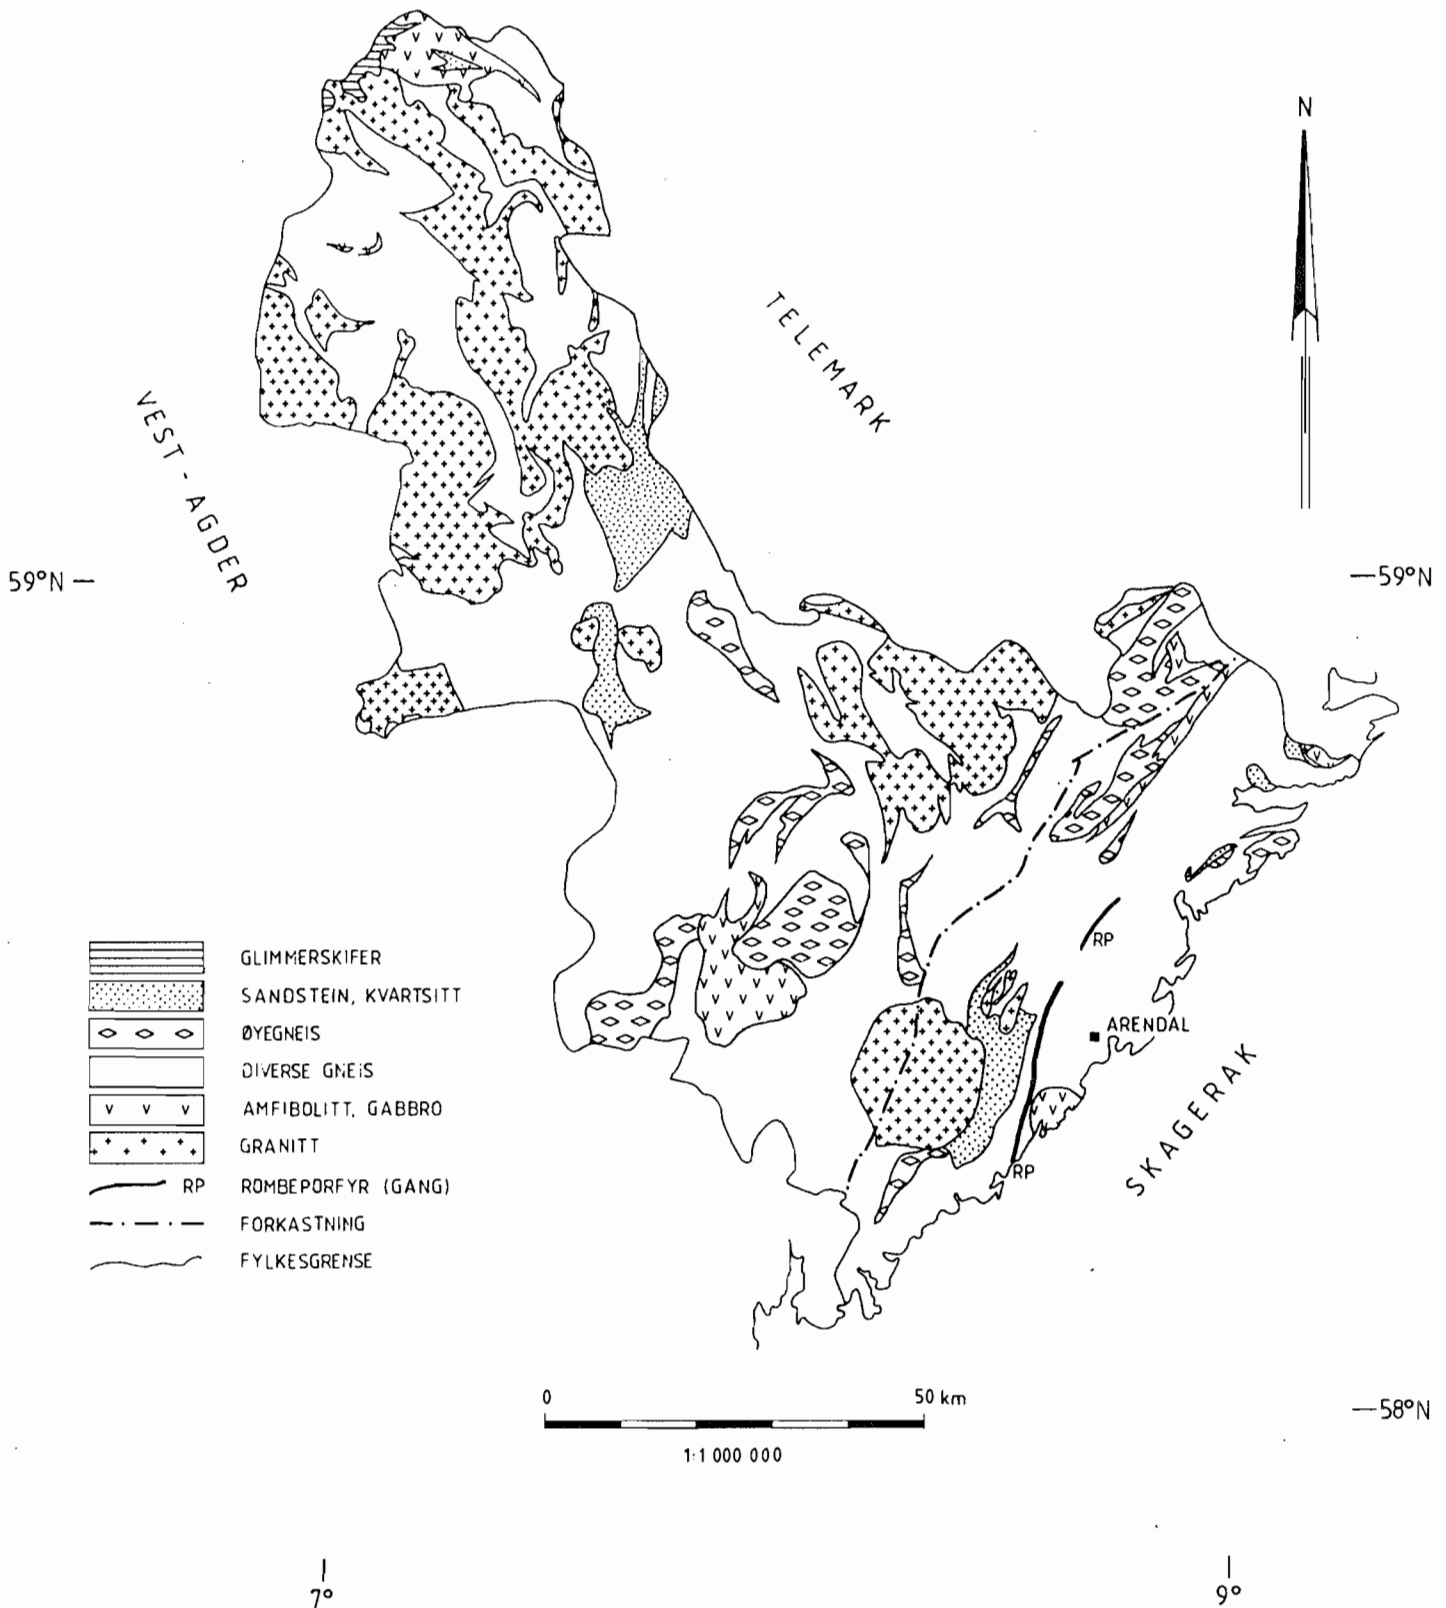 N
TELEMARK
VEST-AGDER
59°N
59°N
RP
ARENDAL
SKAGERAK
RP
GLIMMERSKIFER
SANDSTEIN, KVARTSITT
ØYEGNEIS
DIVERSE GNEIS
AMFIBOLITT, GABBRO
GRANITT
RP ROMBEPORFYR (GANG)
FORKASTNING
FYLKESGRENSE
0 50 km
1:1 000 000
58°N
7° 9°